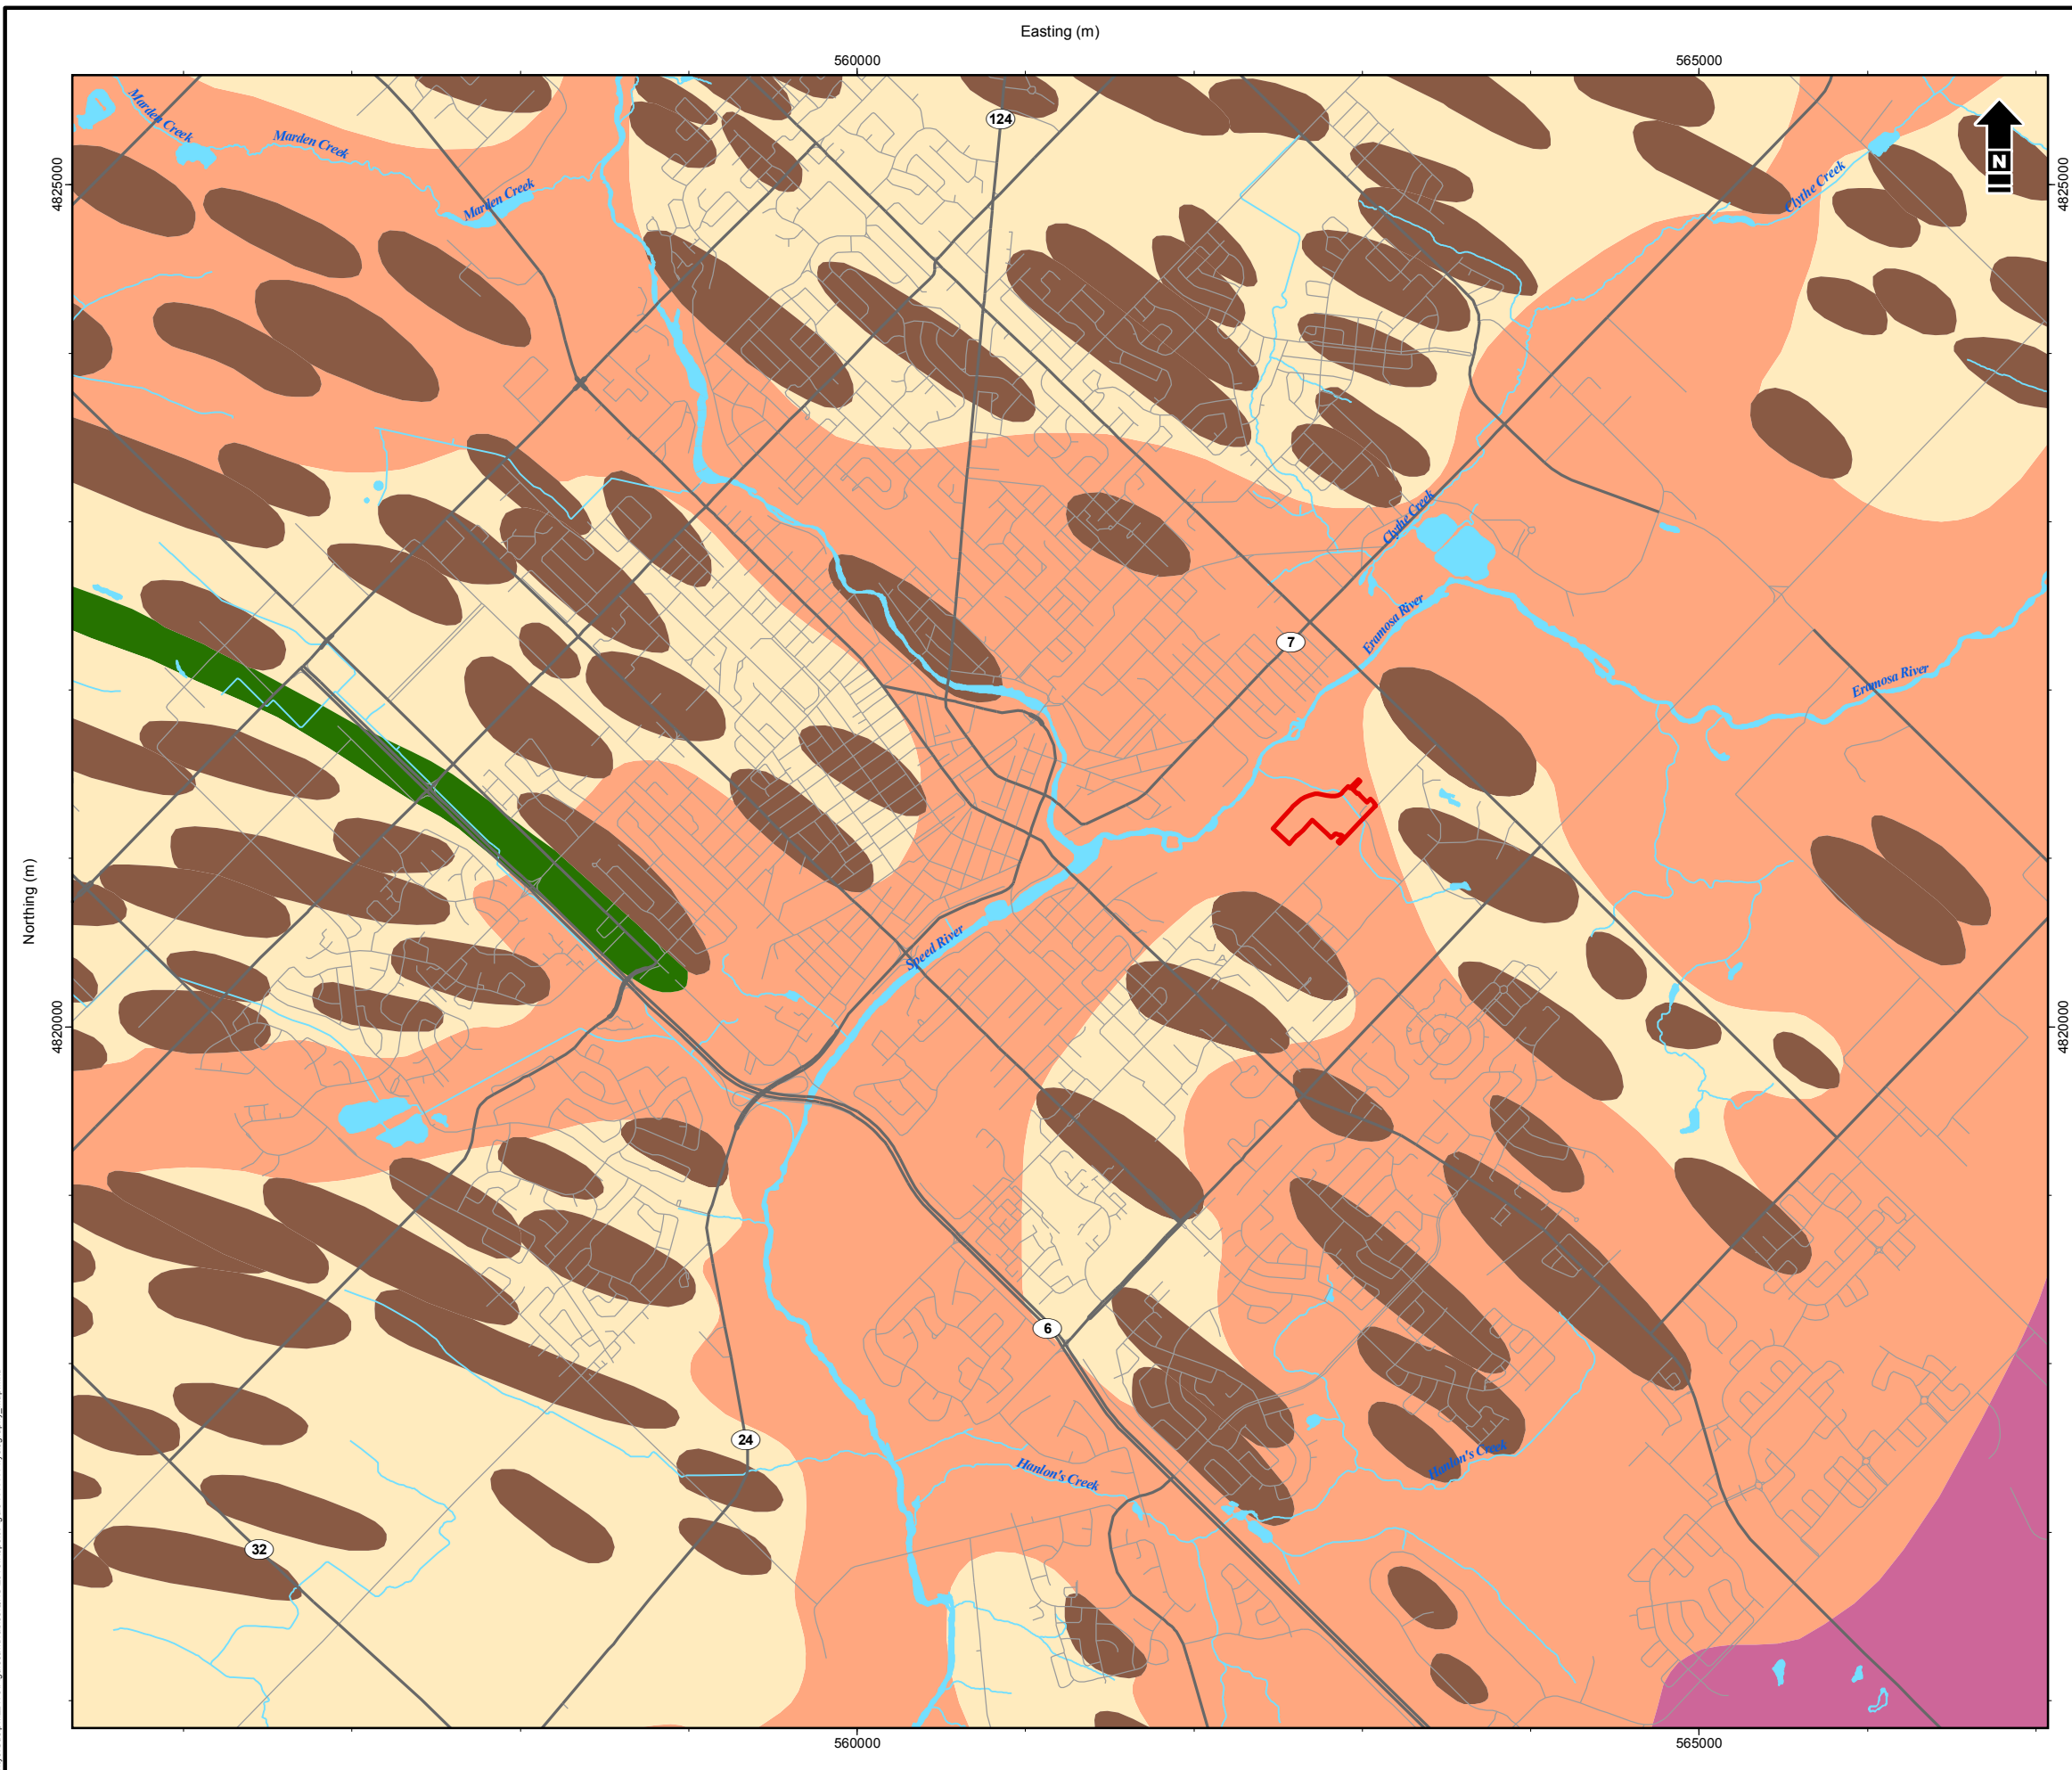 Easting (m)
560000
565000
4825000
4825000
N
124
Marden Creek
Marden Creek
Marden Creek
Clythe Creek
Clythe Creek
7
Eramosa River
Eramosa River
Northing (m)
Speed River
4820000
4820000
6
24
Hanlon's Creek
Hanlon's Creek
32
560000
565000